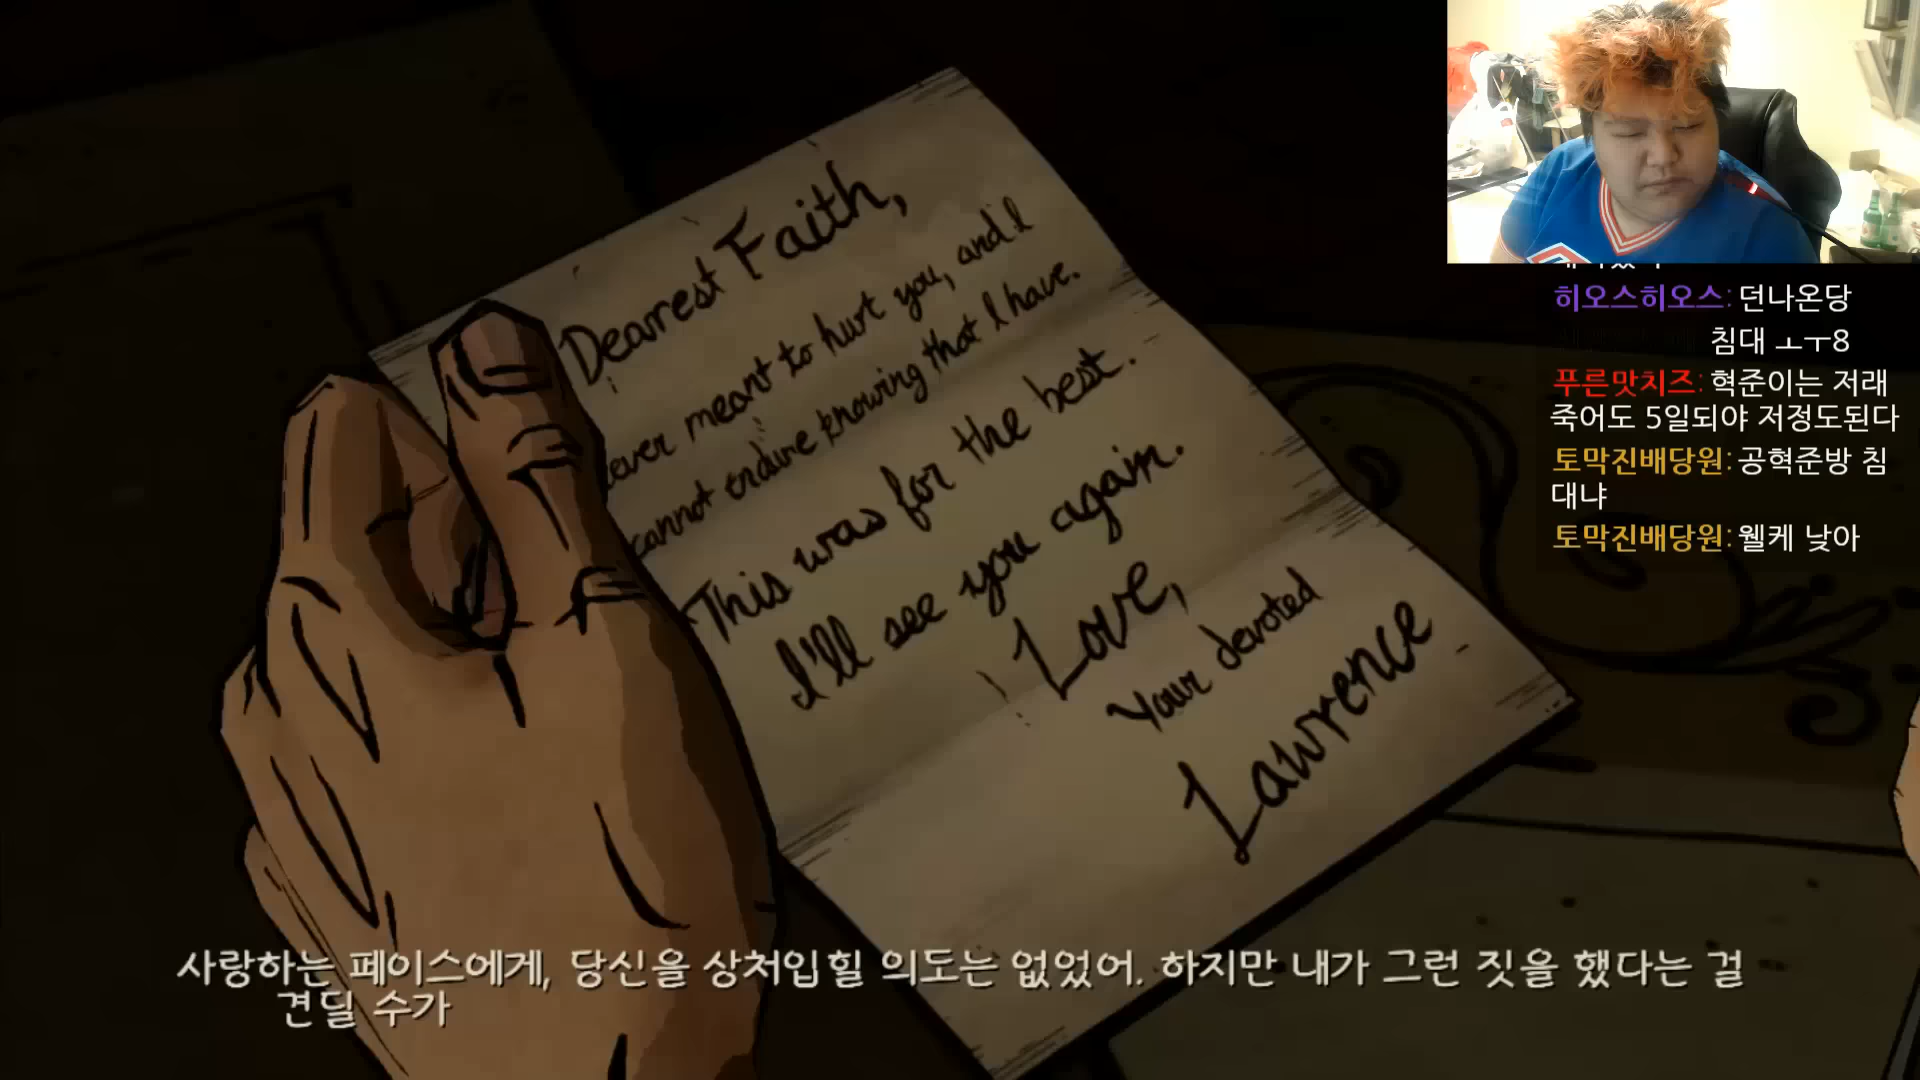 Dearest Faith,
ever meant to hurt you, and I
cannot endure knowing that I have.
This was for the best.
I'll see you again.
Love,
Your devoted
Lawrence
히오스히오스: 던나온당
침대 ㅗㅜ8
푸른맛치즈: 혁준이는 저래
죽어도 5일되야 저정도된다
토막진배당원: 공혁준방 침
대냐
토막진배당원: 웰케 낮아
사랑하는 페이스에게, 당신을 상처입힐 의도는 없었어. 하지만 내가 그런 짓을 했다는 걸
견딜 수가